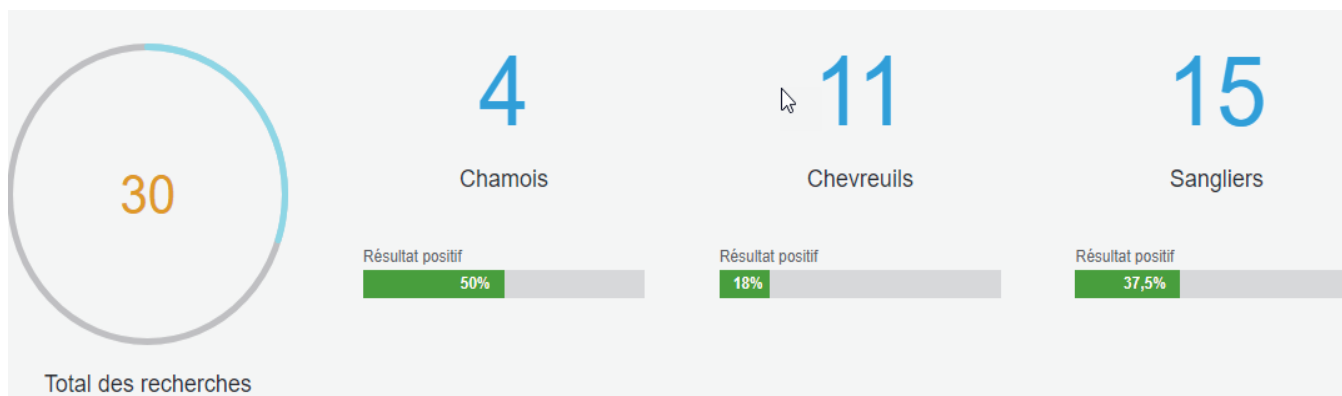 30
Total des recherches
4
Chamois
Résultat positif
50%
11
Chevreuils
Résultat positif
18%
15
Sangliers
Résultat positif
37,5%